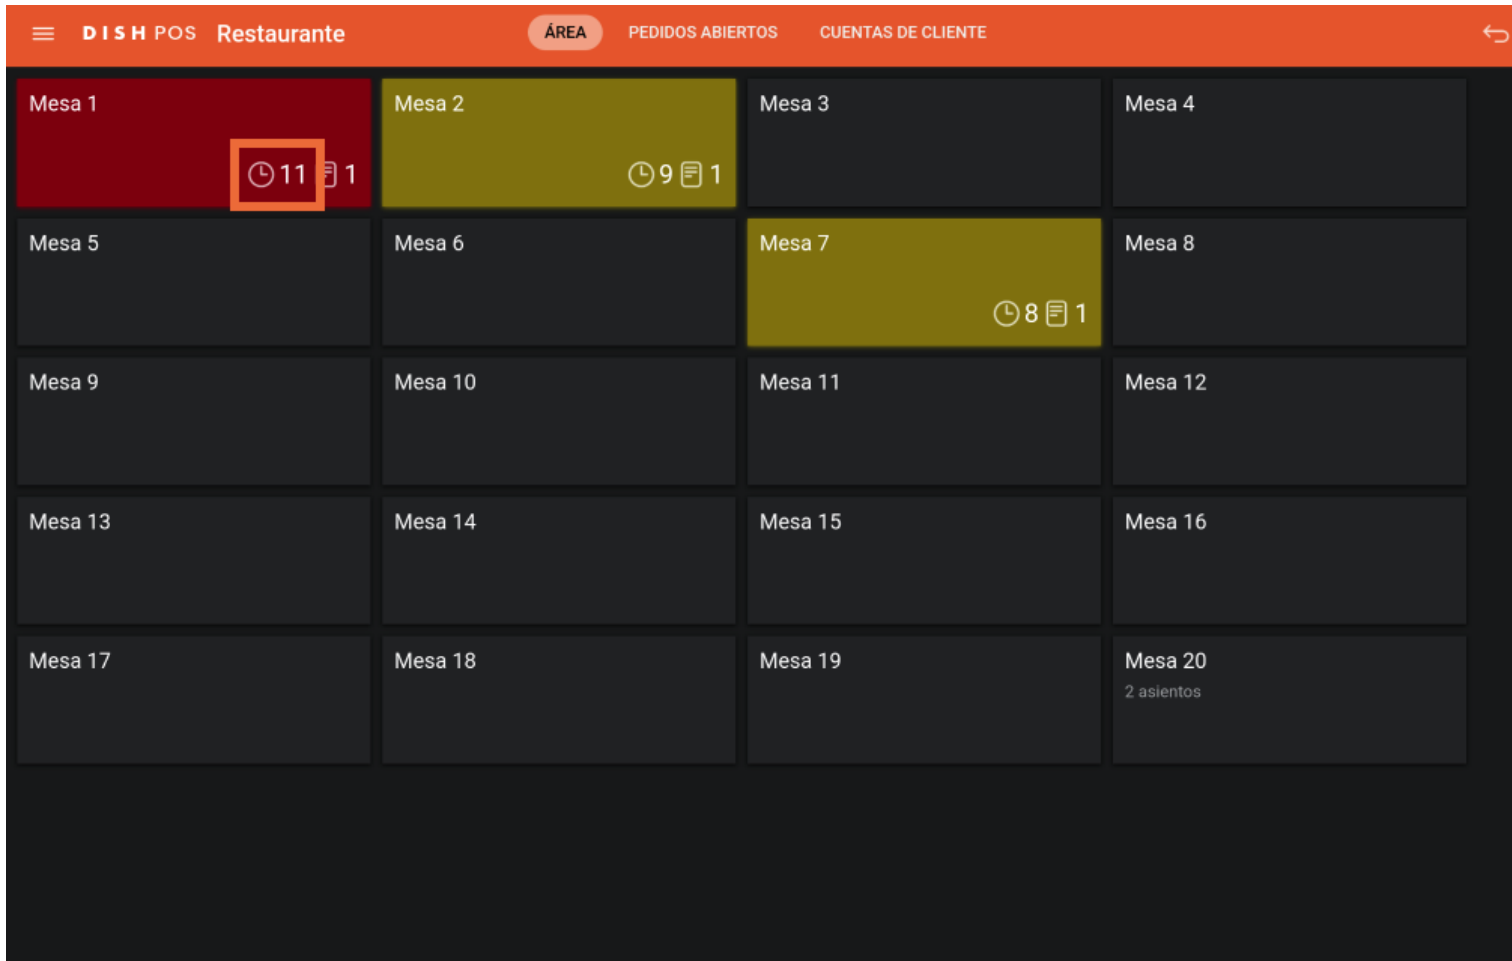 DISH POS Restaurante ÁREA PEDIDOS ABIERTOS CUENTAS DE CLIENTE
Mesa 1 Mesa 2 Mesa 3 Mesa 4
11 1 9 1
Mesa 5 Mesa 6 Mesa 7 Mesa 8
8 1
Mesa 9 Mesa 10 Mesa 11 Mesa 12
Mesa 13 Mesa 14 Mesa 15 Mesa 16
Mesa 17 Mesa 18 Mesa 19 Mesa 20
2 asientos